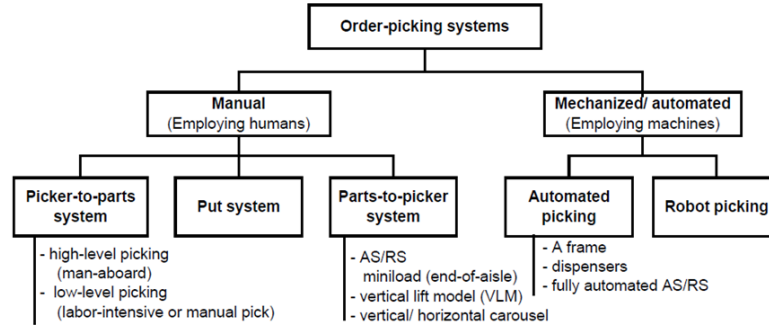 Order-picking systems
Manual
(Employing humans)
Mechanized/ automated
(Employing machines)
Picker-to-parts
system
Put system
Parts-to-picker
system
Automated
picking
Robot picking
- high-level picking
(man-aboard)
- low-level picking
(labor-intensive or manual pick)
- AS/RS
miniload (end-of-aisle)
- vertical lift model (VLM)
- vertical/ horizontal carousel
- A frame
- dispensers
- fully automated AS/RS